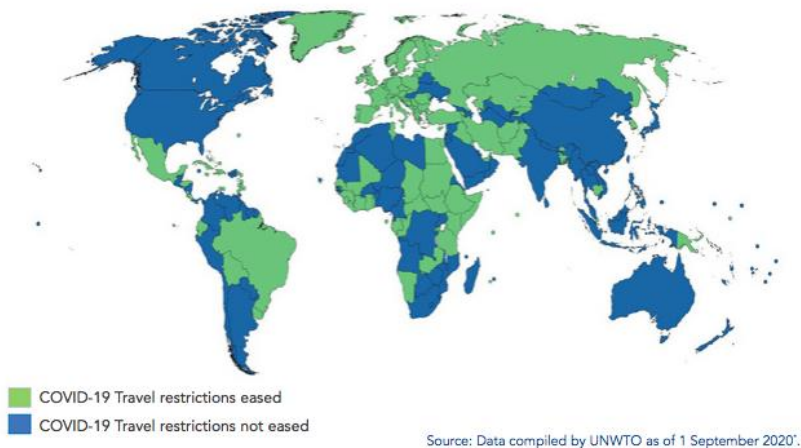 COVID-19 Travel restrictions eased
COVID-19 Travel restrictions not eased
Source: Data compiled by UNWTO as of 1 September 2020*.